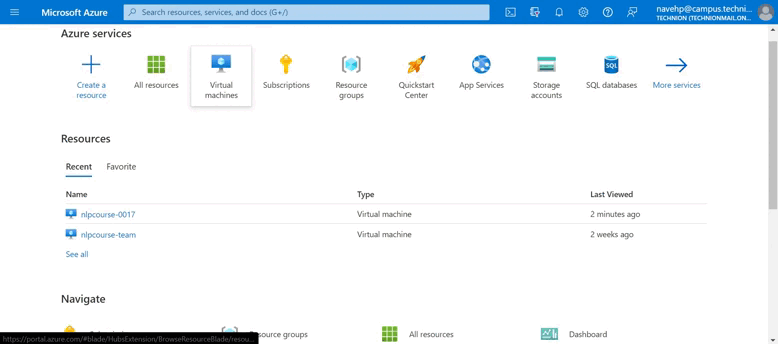 Microsoft Azure
Search resources, services, and docs (G+/)
navehp@campus.techni...
TECHNION (TECHNIONMAIL.ON...
Azure services
Create a resource
All resources
Virtual machines
Subscriptions
Resource groups
Quickstart Center
App Services
Storage accounts
SQL databases
More services
Resources
Recent Favorite
Name Type Last Viewed
nlpcourse-0017 Virtual machine 2 minutes ago
nlpcourse-team Virtual machine 2 weeks ago
See all
Navigate
Resource groups All resources Dashboard
https://portal.azure.com/#blade/HubsExtension/BrowseResourceBlade/resou...